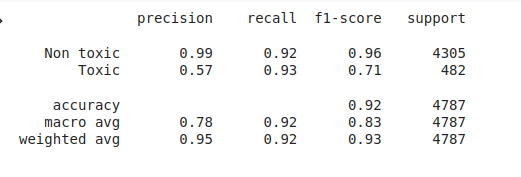 precision recall f1-score support
Non toxic 0.99 0.92 0.96 4305
Toxic 0.57 0.93 0.71 482
accuracy 0.92 4787
macro avg 0.78 0.92 0.83 4787
weighted avg 0.95 0.92 0.93 4787